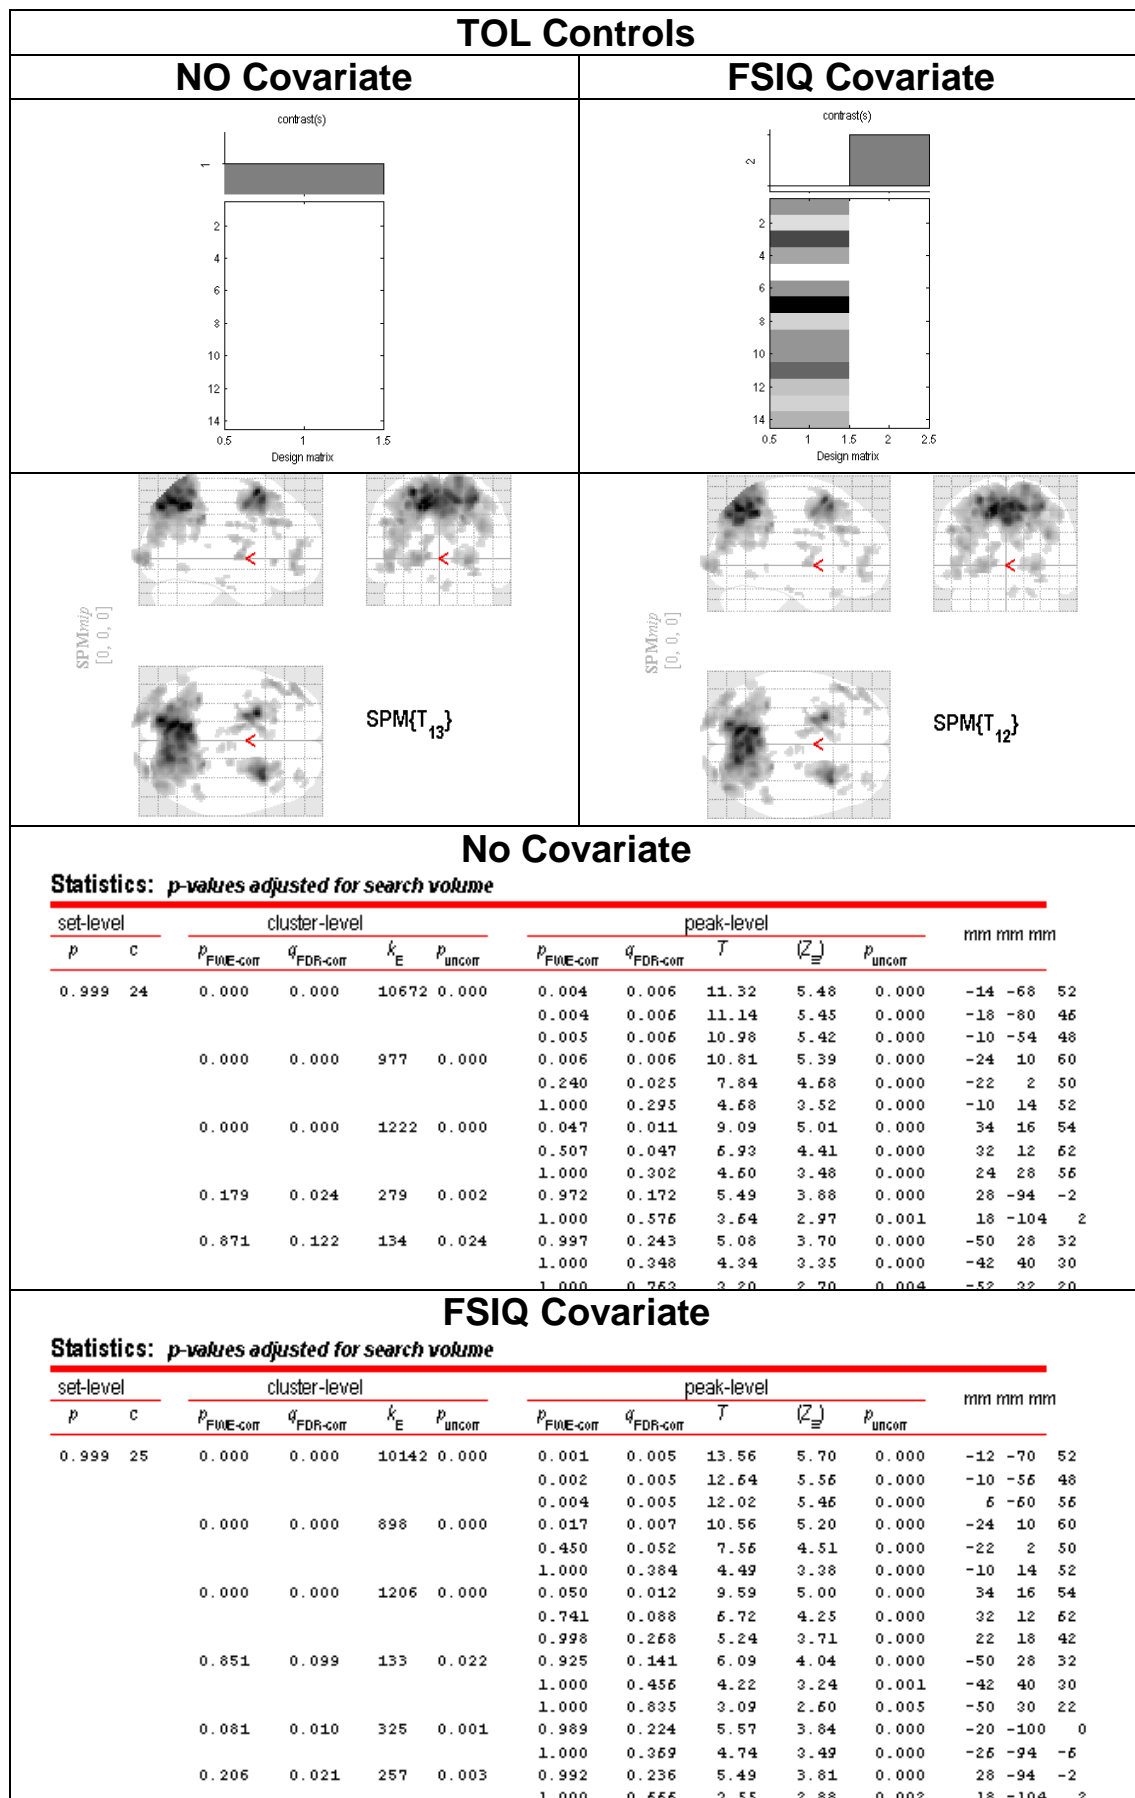 TOL Controls
NO Covariate FSIQ Covariate
contrast(s)
1
2
4
6
8
10
12
14
0.5 1 1.5
Design matrix
contrast(s)
2
2
4
6
8
10
12
14
0.5 1 1.5 2 2.5
Design matrix
<
<
SPMmip
[0, 0, 0]
<
SPM{T13}
<
<
SPMmip
[0, 0, 0]
<
SPM{T12}
No Covariate
Statistics: p-values adjusted for search volume
set-level cluster-level peak-level mm mm mm
p c pFWE-corr qFDR-corr kE puncorr pFWE-corr qFDR-corr T (Z≡) puncorr
0.999 24 0.000 0.000 10672 0.000 0.004 0.006 11.32 5.48 0.000 -14 -68 52
0.004 0.006 11.14 5.45 0.000 -18 -80 46
0.005 0.006 10.98 5.42 0.000 -10 -54 48
0.000 0.000 977 0.000 0.006 0.006 10.81 5.39 0.000 -24 10 60
0.240 0.025 7.84 4.68 0.000 -22 2 50
1.000 0.295 4.68 3.52 0.000 -10 14 52
0.000 0.000 1222 0.000 0.047 0.011 9.09 5.01 0.000 34 16 54
0.507 0.047 6.93 4.41 0.000 32 12 62
1.000 0.302 4.60 3.48 0.000 24 28 56
0.179 0.024 279 0.002 0.972 0.172 5.49 3.88 0.000 28 -94 -2
1.000 0.576 3.64 2.97 0.001 18 -104 2
0.871 0.122 134 0.024 0.997 0.243 5.08 3.70 0.000 -50 28 32
1.000 0.348 4.34 3.35 0.000 -42 40 30
1.000 0.763 3.20 2.70 0.004 -52 32 20
FSIQ Covariate
Statistics: p-values adjusted for search volume
set-level cluster-level peak-level mm mm mm
p c pFWE-corr qFDR-corr kE puncorr pFWE-corr qFDR-corr T (Z≡) puncorr
0.999 25 0.000 0.000 10142 0.000 0.001 0.005 13.56 5.70 0.000 -12 -70 52
0.002 0.005 12.64 5.56 0.000 -10 -56 48
0.004 0.005 12.02 5.46 0.000 6 -60 56
0.000 0.000 898 0.000 0.017 0.007 10.56 5.20 0.000 -24 10 60
0.450 0.052 7.56 4.51 0.000 -22 2 50
1.000 0.384 4.49 3.38 0.000 -10 14 52
0.000 0.000 1206 0.000 0.050 0.012 9.59 5.00 0.000 34 16 54
0.741 0.088 6.72 4.25 0.000 32 12 62
0.998 0.268 5.24 3.71 0.000 22 18 42
0.851 0.099 133 0.022 0.925 0.141 6.09 4.04 0.000 -50 28 32
1.000 0.456 4.22 3.24 0.001 -42 40 30
1.000 0.835 3.09 2.60 0.005 -50 30 22
0.081 0.010 325 0.001 0.989 0.224 5.57 3.84 0.000 -20 -100 0
1.000 0.369 4.74 3.49 0.000 -26 -94 -6
0.206 0.021 257 0.003 0.992 0.236 5.49 3.81 0.000 28 -94 -2
1.000 0.666 3.55 2.88 0.002 18 -104 2